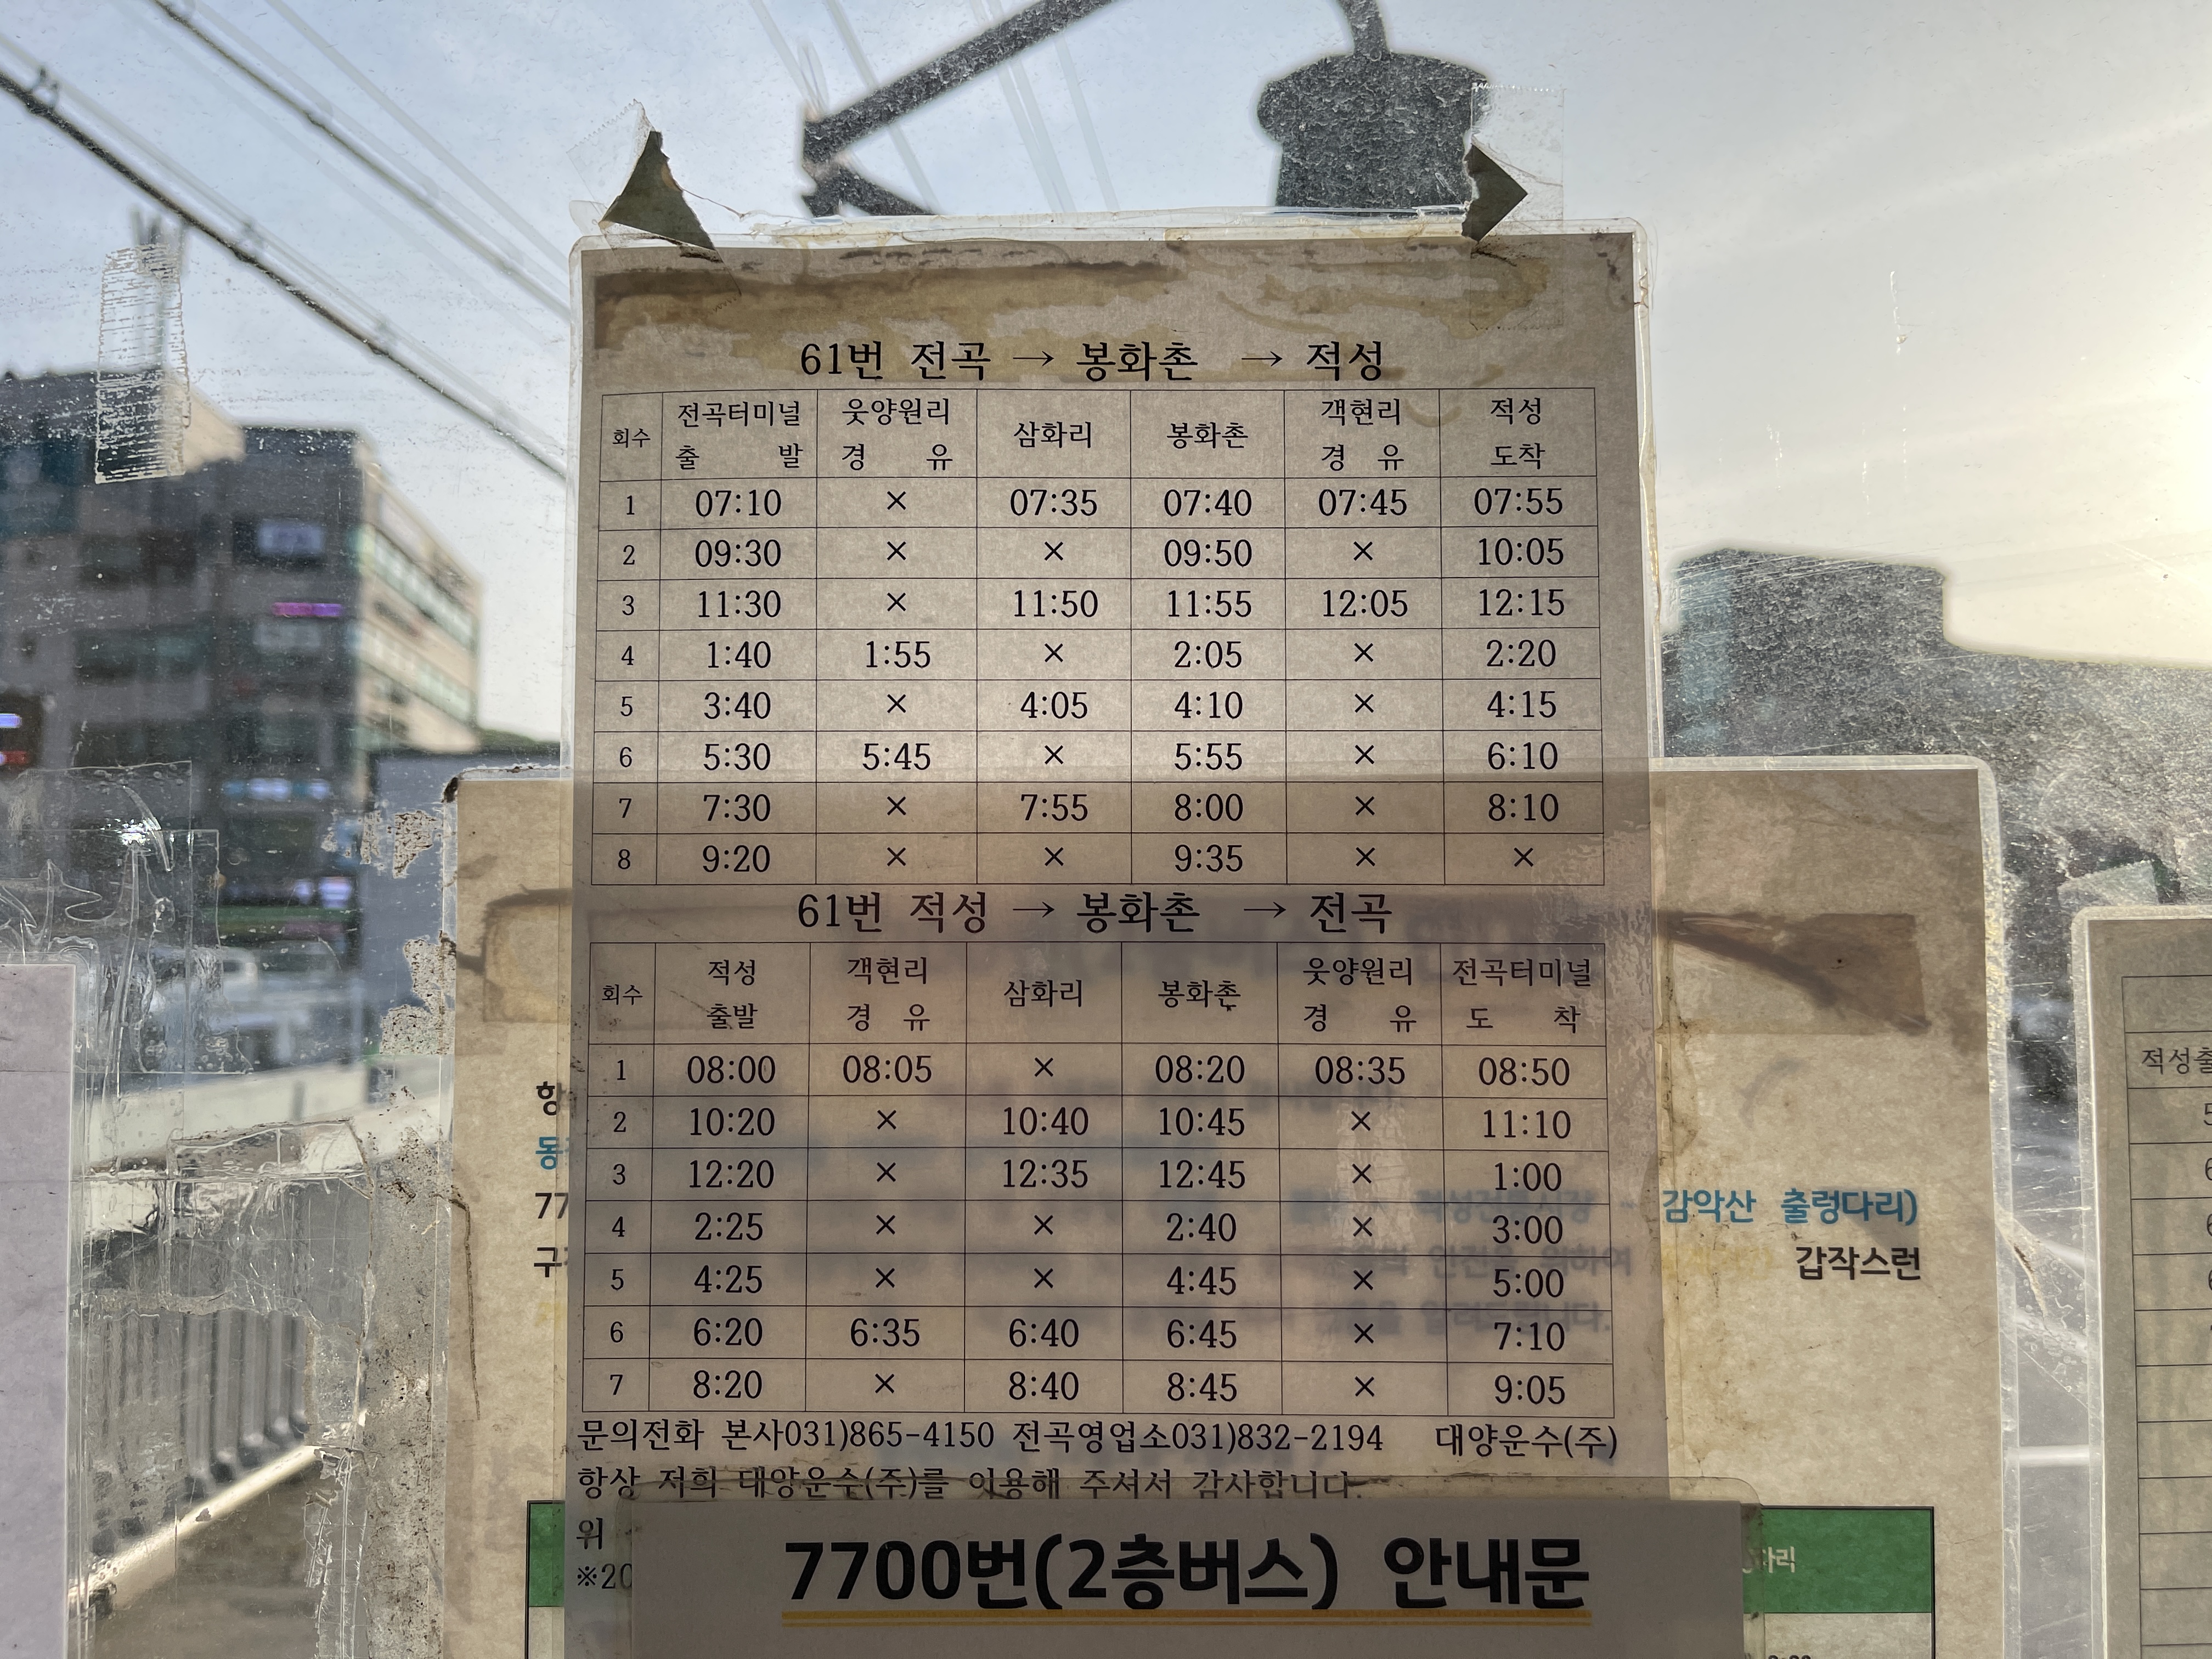 61번 전곡 → 봉화촌 → 적성
회수 전곡터미널 출 발 웃양원리 경 유 삼화리 봉화촌 객현리 경 유 적성 도착
1 07:10 × 07:35 07:40 07:45 07:55
2 09:30 × × 09:50 × 10:05
3 11:30 × 11:50 11:55 12:05 12:15
4 1:40 1:55 × 2:05 × 2:20
5 3:40 × 4:05 4:10 × 4:15
6 5:30 5:45 × 5:55 × 6:10
7 7:30 × 7:55 8:00 × 8:10
8 9:20 × × 9:35 × ×
61번 적성 → 봉화촌 → 전곡
회수 적성 출발 객현리 경 유 삼화리 봉화촌 웃양원리 경 유 전곡터미널 도 착
1 08:00 08:05 × 08:20 08:35 08:50
2 10:20 × 10:40 10:45 × 11:10
3 12:20 × 12:35 12:45 × 1:00
4 2:25 × × 2:40 × 3:00
5 4:25 × × 4:45 × 5:00
6 6:20 6:35 6:40 6:45 × 7:10
7 8:20 × 8:40 8:45 × 9:05
문의전화 본사031)865-4150 전곡영업소031)832-2194 대양운수(주)
항상 저희 대양운수(주)를 이용해 주셔서 감사합니다.
위
※20
7700번(2층버스) 안내문
감악산 출렁다리)
갑작스런
적성출